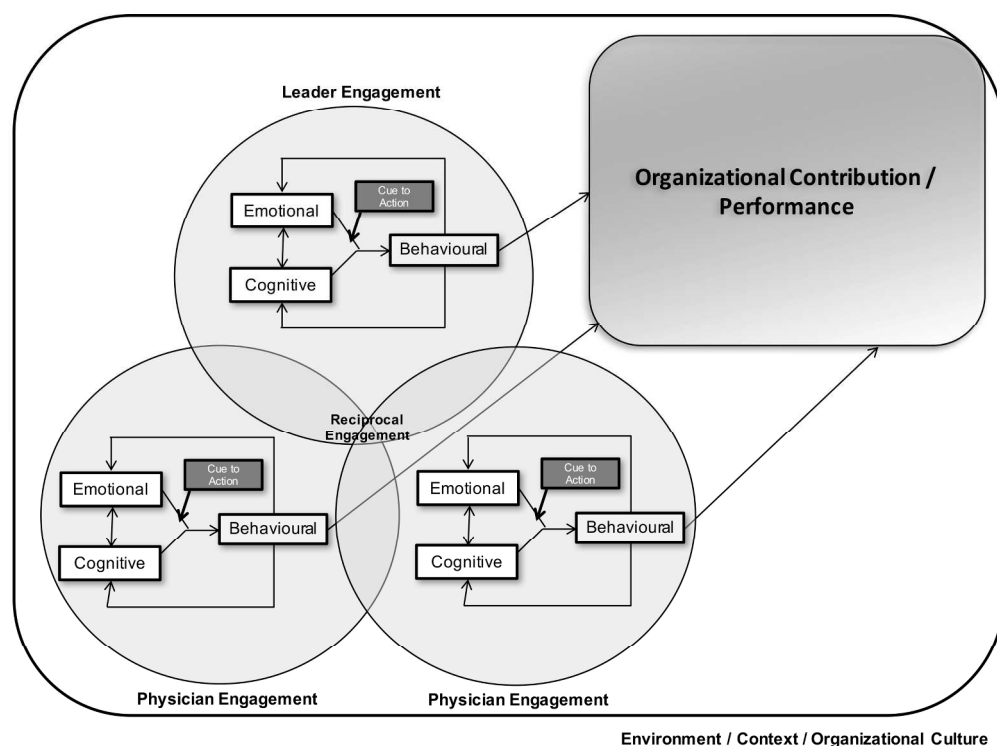 Leader Engagement
Organizational Contribution /
Performance
Cue to
Action
Emotional
Behavioural
Cognitive
Reciprocal
Engagement
Cue to
Action
Emotional
Behavioural
Cognitive
Cue to
Action
Emotional
Behavioural
Cognitive
Physician Engagement
Physician Engagement
Environment / Context / Organizational Culture